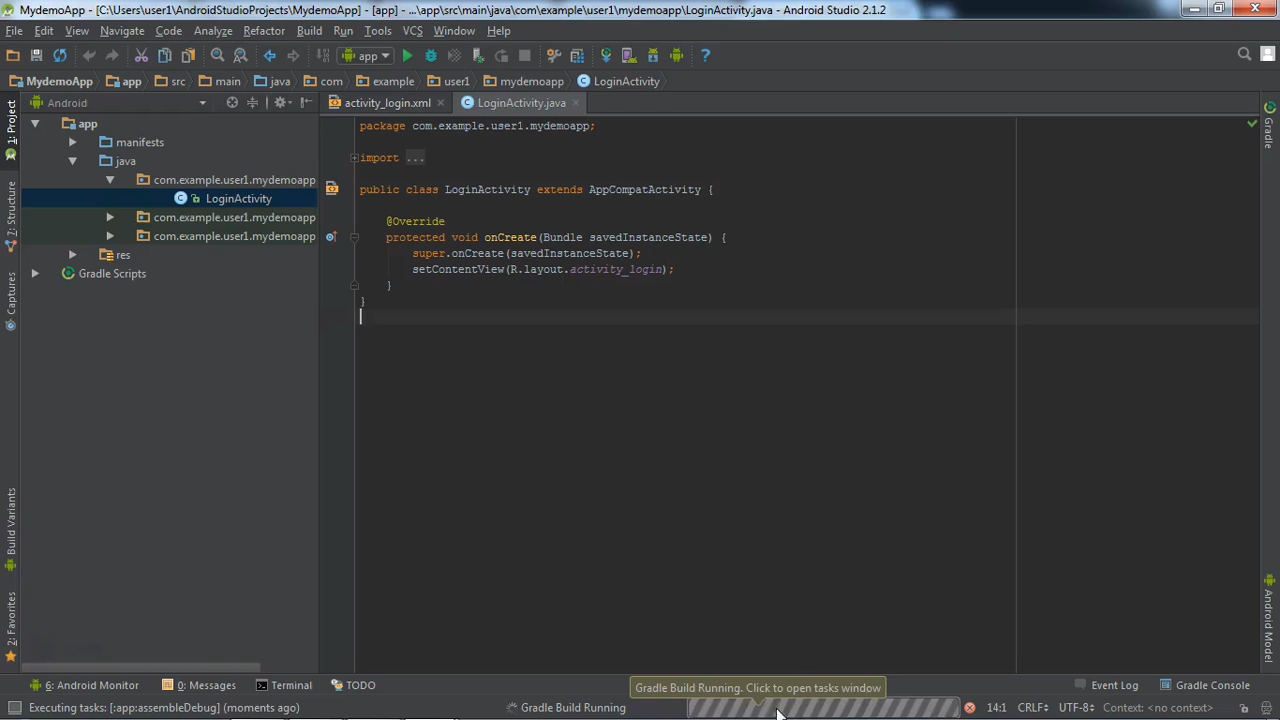 MydemoApp - [C:\Users\user1\AndroidStudioProjects\MydemoApp] - [app] - ...\app\src\main\java\com\example\user1\mydemoapp\LoginActivity.java - Android Studio 2.1.2
File Edit View Navigate Code Analyze Refactor Build Run Tools VCS Window Help
app
MydemoApp app src main java com example user1 mydemoapp LoginActivity
Android
activity_login.xml LoginActivity.java
1: Project
7: Structure
Captures
Build Variants
2: Favorites
app
manifests
java
com.example.user1.mydemoapp
LoginActivity
com.example.user1.mydemoapp
com.example.user1.mydemoapp
res
Gradle Scripts
package com.example.user1.mydemoapp;
import ...
public class LoginActivity extends AppCompatActivity {
@Override
protected void onCreate(Bundle savedInstanceState) {
super.onCreate(savedInstanceState);
setContentView(R.layout.activity_login);
}
}
Gradle
Android Model
Gradle Build Running. Click to open tasks window
6: Android Monitor 0: Messages Terminal TODO Event Log Gradle Console
Executing tasks: [:app:assembleDebug] (moments ago) Gradle Build Running 14:1 CRLF UTF-8 Context: <no context>